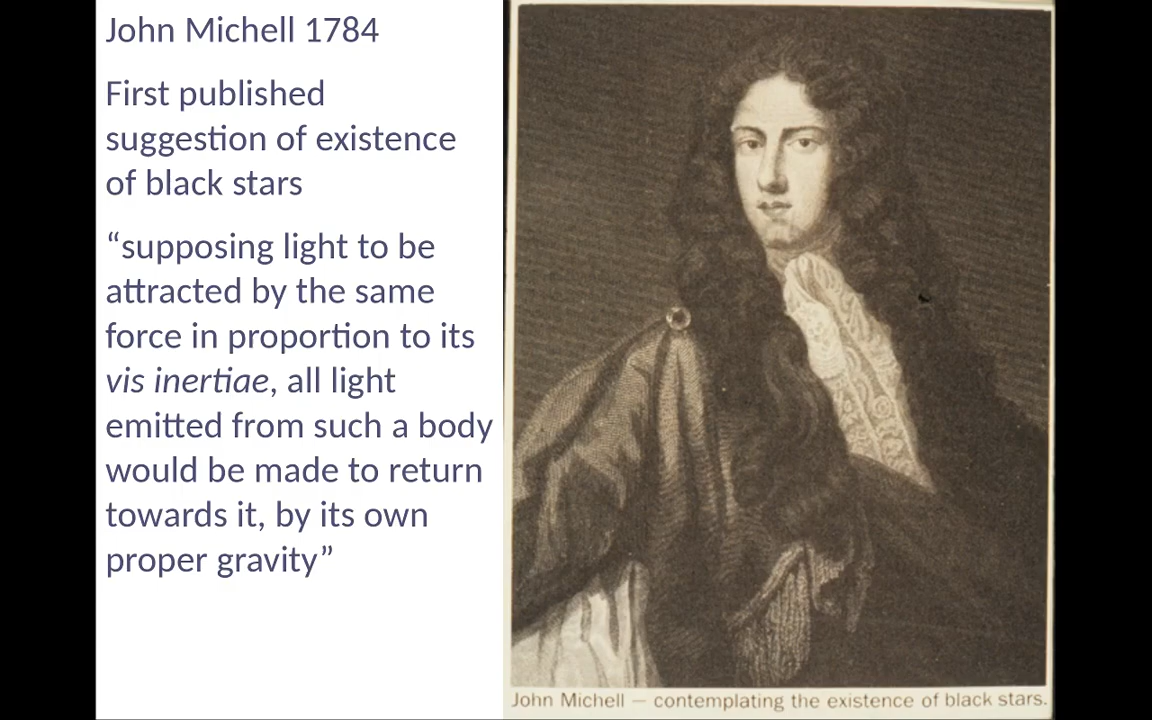 John Michell 1784
First published
suggestion of existence
of black stars
“supposing light to be
attracted by the same
force in proportion to its
vis inertiae, all light
emitted from such a body
would be made to return
towards it, by its own
proper gravity”
John Michell — contemplating the existence of black stars.